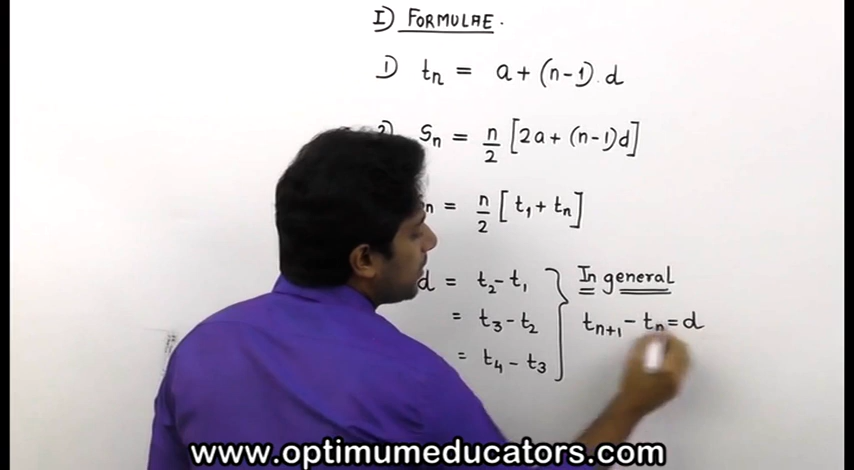 I) FORMULAE.
1) tn = a + (n-1).d
2) Sn = n/2 [2a + (n-1)d]
n = n/2 [t1 + tn]
d = t2 - t1
= t3 - t2
= t4 - t3
In general
tn+1 - tn = d
www.optimumeducators.com